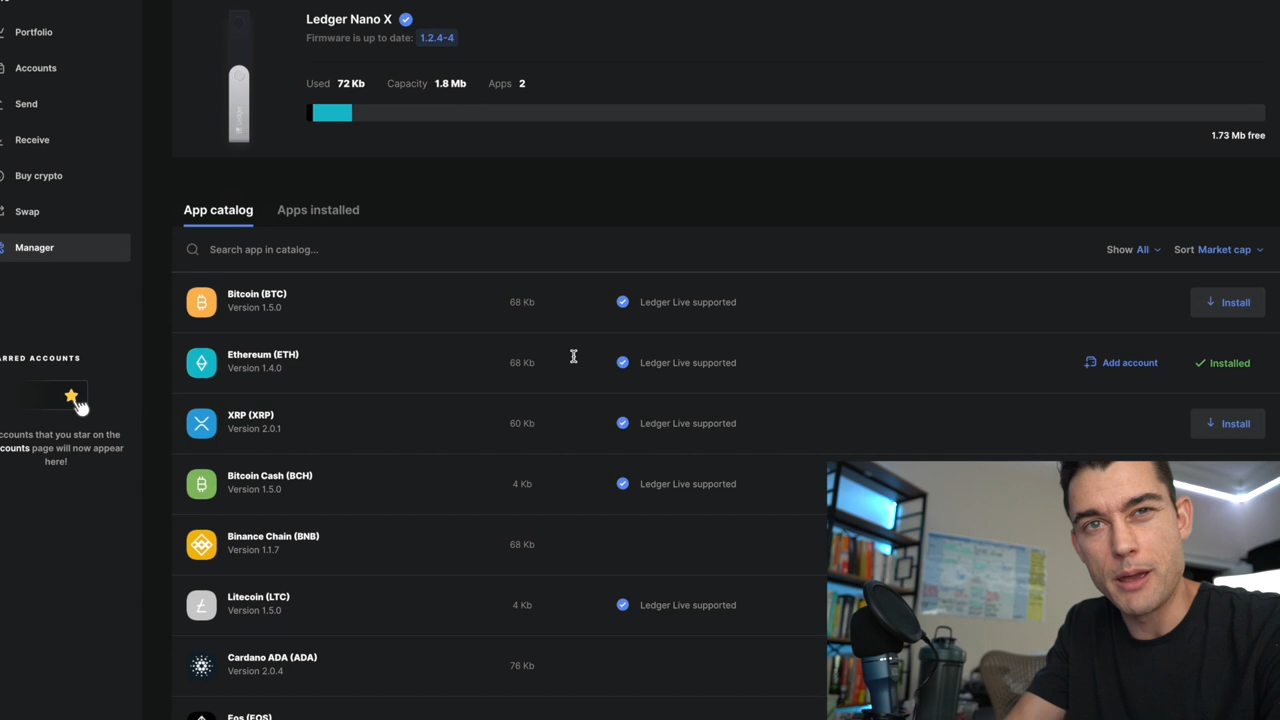 Portfolio
Accounts
Send
Receive
Buy crypto
Swap
Manager
ARRED ACCOUNTS
ccounts that you star on the
counts page will now appear
here!
Ledger Nano X
Firmware is up to date: 1.2.4-4
Used 72 Kb Capacity 1.8 Mb Apps 2
1.73 Mb free
App catalog Apps installed
Search app in catalog... Show All Sort Market cap
Bitcoin (BTC)
Version 1.5.0
68 Kb Ledger Live supported Install
Ethereum (ETH)
Version 1.4.0
68 Kb Ledger Live supported Add account Installed
XRP (XRP)
Version 2.0.1
60 Kb Ledger Live supported Install
Bitcoin Cash (BCH)
Version 1.5.0
4 Kb Ledger Live supported
Binance Chain (BNB)
Version 1.1.7
68 Kb
Litecoin (LTC)
Version 1.5.0
4 Kb Ledger Live supported
Cardano ADA (ADA)
Version 2.0.4
76 Kb
Eos (EOS)